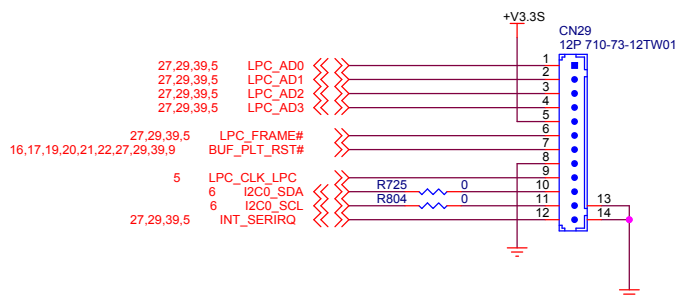 +V3.3S
CN29
12P 710-73-12TW01
27,29,39,5 LPC_AD0 1
27,29,39,5 LPC_AD1 2
27,29,39,5 LPC_AD2 3
27,29,39,5 LPC_AD3 4
5
27,29,39,5 LPC_FRAME# 6
16,17,19,20,21,22,27,29,39,9 BUF_PLT_RST# 7
8
5 LPC_CLK_LPC 9
6 I2C0_SDA R725 0 10
6 I2C0_SCL R804 0 11 13
27,29,39,5 INT_SERIRQ 12 14